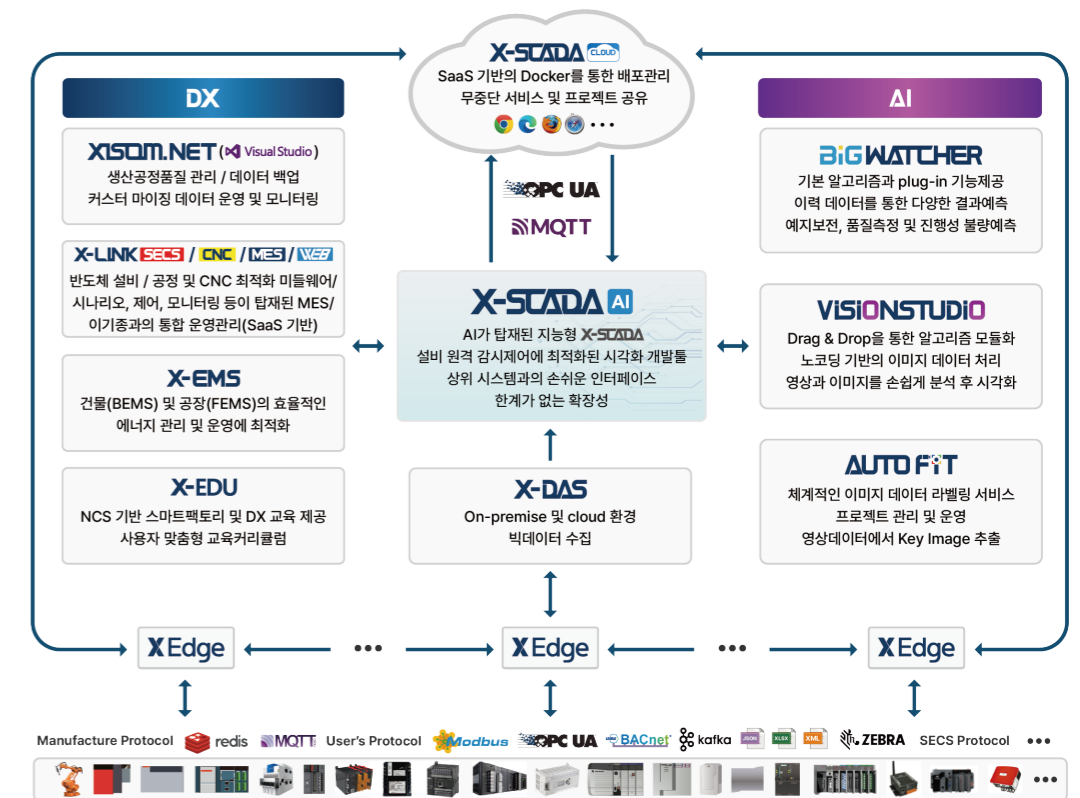 X-SCADA CLOUD
SaaS 기반의 Docker를 통한 배포관리
무중단 서비스 및 프로젝트 공유
DX
XISOM.NET ( Visual Studio )
생산공정품질 관리 / 데이터 백업
커스터 마이징 데이터 운영 및 모니터링
X-LINK SECS / CNC / MES / WEB
반도체 설비 / 공정 및 CNC 최적화 미들웨어/
시나리오, 제어, 모니터링 등이 탑재된 MES/
이기종과의 통합 운영관리(SaaS 기반)
X-EMS
건물(BEMS) 및 공장(FEMS)의 효율적인
에너지 관리 및 운영에 최적화
X-EDU
NCS 기반 스마트팩토리 및 DX 교육 제공
사용자 맞춤형 교육커리큘럼
OPC UA
MQTT
X-SCADA AI
AI가 탑재된 지능형 X-SCADA
설비 원격 감시제어에 최적화된 시각화 개발툴
상위 시스템과의 손쉬운 인터페이스
한계가 없는 확장성
X-DAS
On-premise 및 cloud 환경
빅데이터 수집
AI
BiG WATCHER
기본 알고리즘과 plug-in 기능제공
이력 데이터를 통한 다양한 결과예측
예지보전, 품질측정 및 진행성 불량예측
ViSiONSTUDiO
Drag & Drop을 통한 알고리즘 모듈화
노코딩 기반의 이미지 데이터 처리
영상과 이미지를 손쉽게 분석 후 시각화
AUTO FiT
체계적인 이미지 데이터 라벨링 서비스
프로젝트 관리 및 운영
영상데이터에서 Key Image 추출
X Edge ••• X Edge ••• X Edge
Manufacture Protocol redis MQTT User's Protocol Modbus OPC UA BACnet kafka JSON XLSX XML ZEBRA SECS Protocol •••